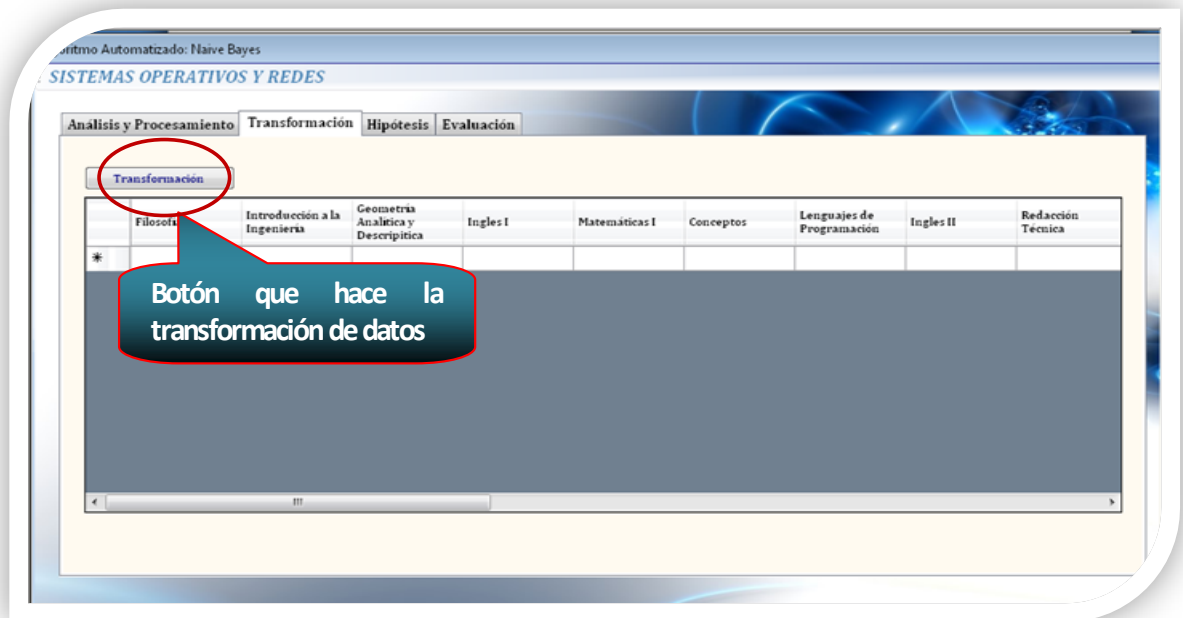 oritmo Automatizado: Naive Bayes
SISTEMAS OPERATIVOS Y REDES
Análisis y Procesamiento Transformación Hipótesis Evaluación
Transformación
Introducción a la Ingeniería
Geometría Analítica y Descripitica
Ingles I
Matemáticas I
Conceptos
Lenguajes de Programación
Ingles II
Redacción Técnica
Botón que hace la
transformación de datos